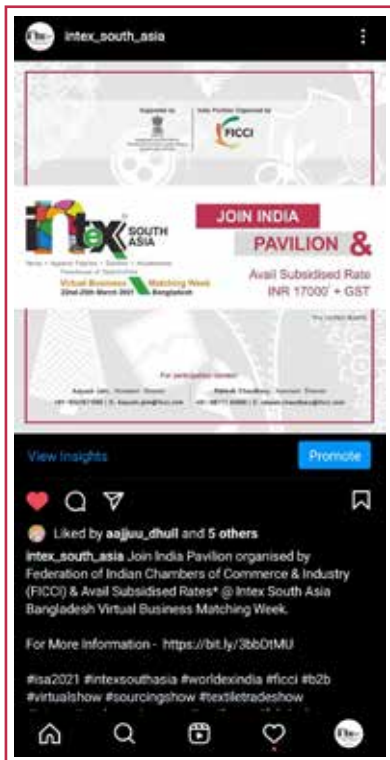 intex_south_asia
Supported by
India Pavilion Organised by
FICCI
intex
SOUTH
ASIA
JOIN INDIA
PAVILION &
Avail Subsidised Rate
INR 17000* + GST
Virtual Business Matching Week
22nd-25th March 2021 Bangladesh
For participation contact
View Insights
Promote
Liked by aajjuu_dhull and 5 others
intex_south_asia Join India Pavilion organised by
Federation of Indian Chambers of Commerce & Industry
(FICCI) & Avail Subsidised Rates* @ Intex South Asia
Bangladesh Virtual Business Matching Week.
For More Information - https://bit.ly/3bbDtMU
#isa2021 #intexsouthasia #worldexindia #ficci #b2b
#virtualshow #sourcingshow #textiletradeshow